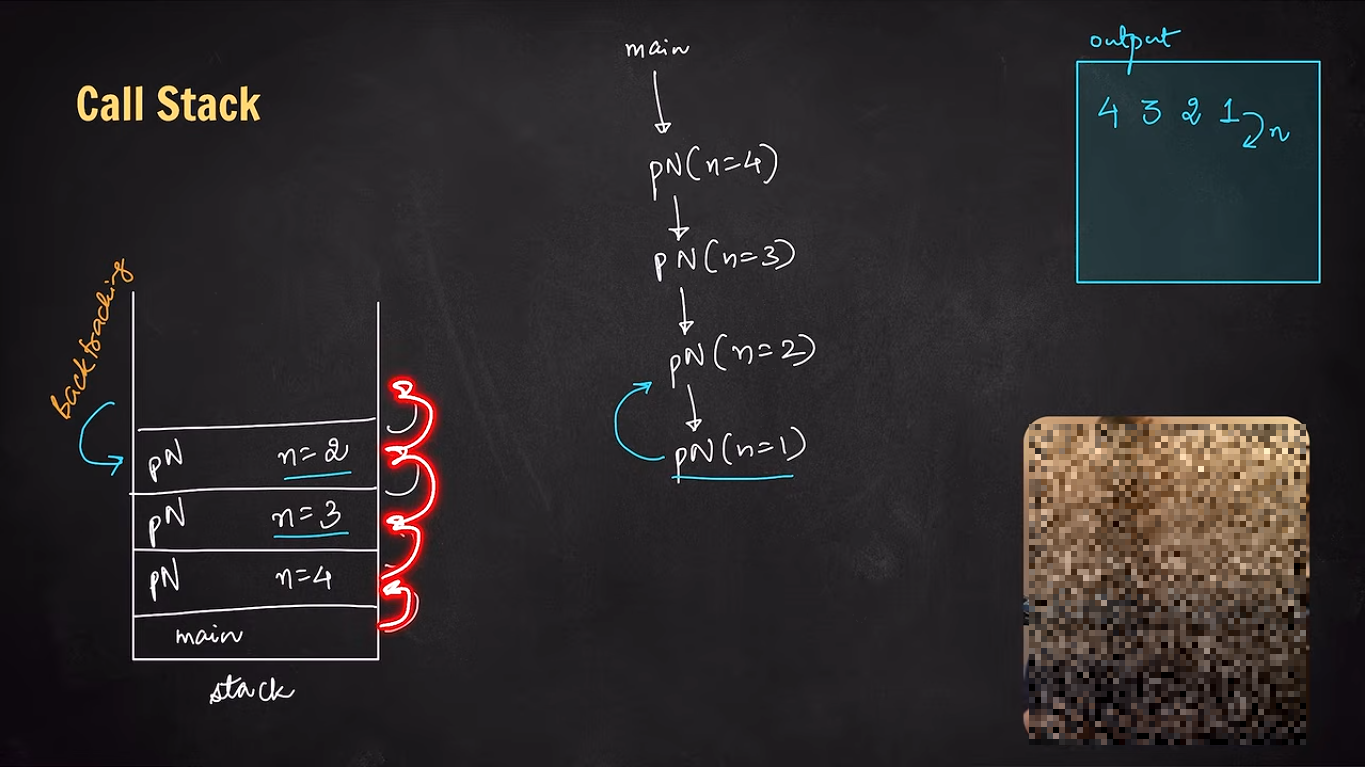 Call Stack
main
pN(n=4)
pN(n=3)
pN(n=2)
pN(n=1)
output
4 3 2 1
n
backtracking
pN n=2
pN n=3
pN n=4
main
stack